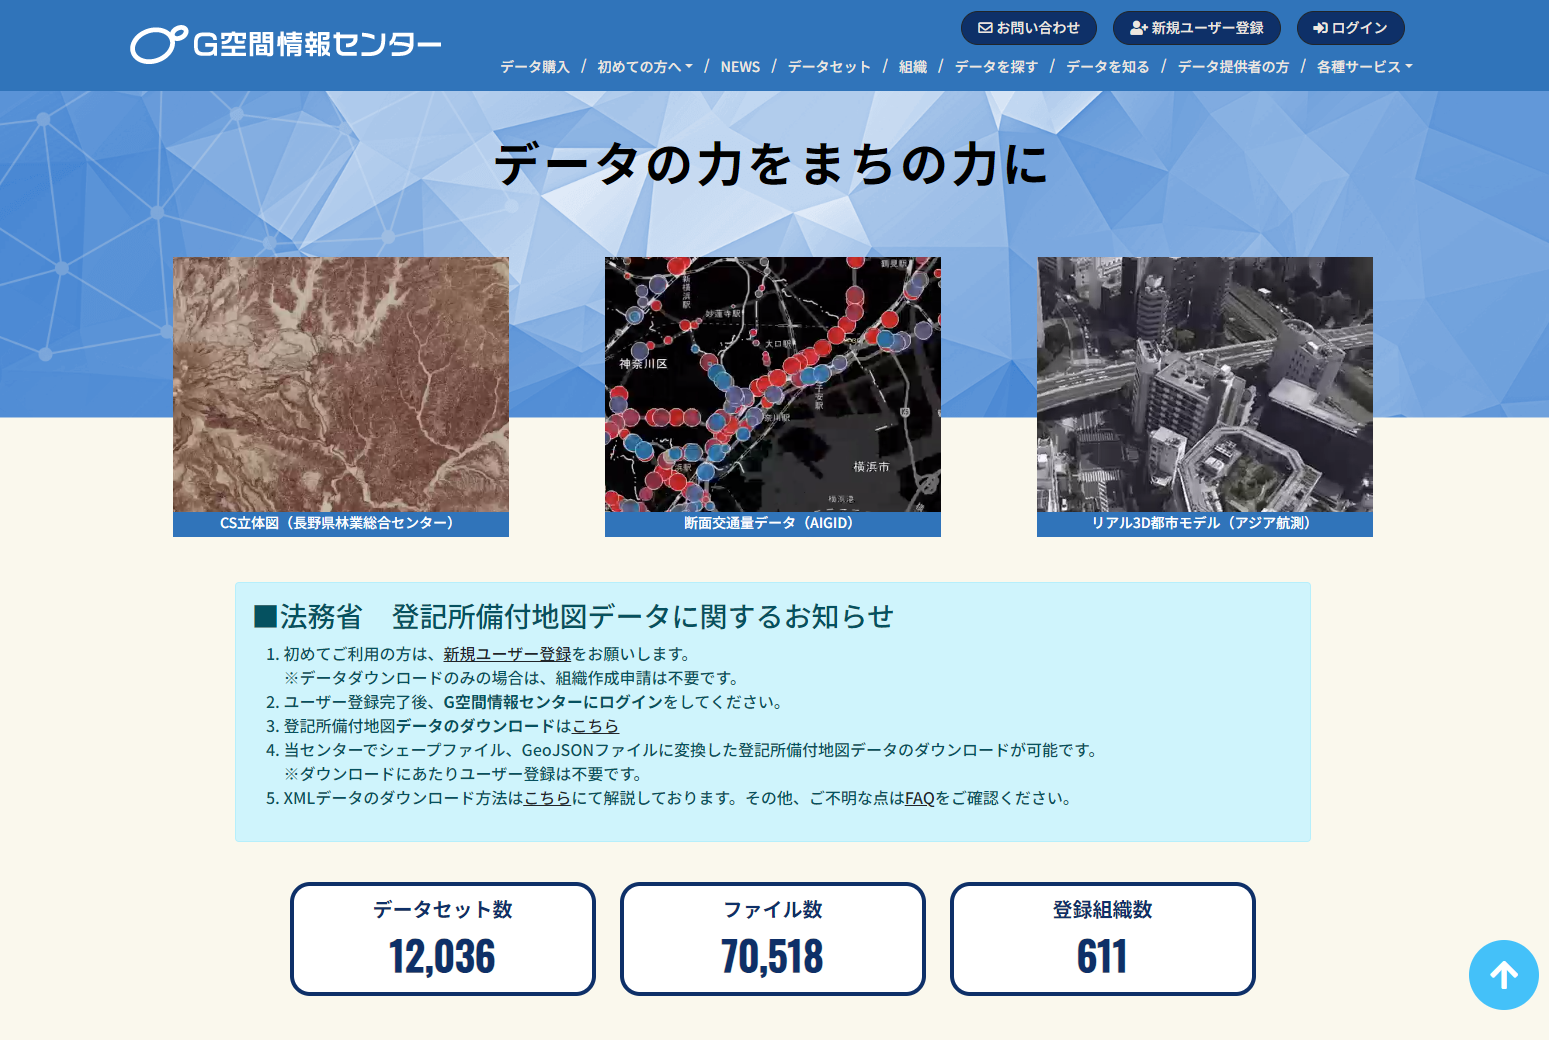 G空間情報センター
お問い合わせ
新規ユーザー登録
ログイン
データ購入 / 初めての方へ / NEWS / データセット / 組織 / データを探す / データを知る / データ提供者の方 / 各種サービス
データの力をまちの力に
鶴見駅
新横浜駅
妙蓮寺駅
大口駅
神奈川区
子安駅
横浜市
CS立体図（長野県林業総合センター）
断面交通量データ（AIGID）
リアル3D都市モデル（アジア航測）
■法務省　登記所備付地図データに関するお知らせ
1. 初めてご利用の方は、新規ユーザー登録をお願いします。
※データダウンロードのみの場合は、組織作成申請は不要です。
2. ユーザー登録完了後、G空間情報センターにログインをしてください。
3. 登記所備付地図データのダウンロードはこちら
4. 当センターでシェープファイル、GeoJSONファイルに変換した登記所備付地図データのダウンロードが可能です。
※ダウンロードにあたりユーザー登録は不要です。
5. XMLデータのダウンロード方法はこちらにて解説しております。その他、ご不明な点はFAQをご確認ください。
データセット数
12,036
ファイル数
70,518
登録組織数
611